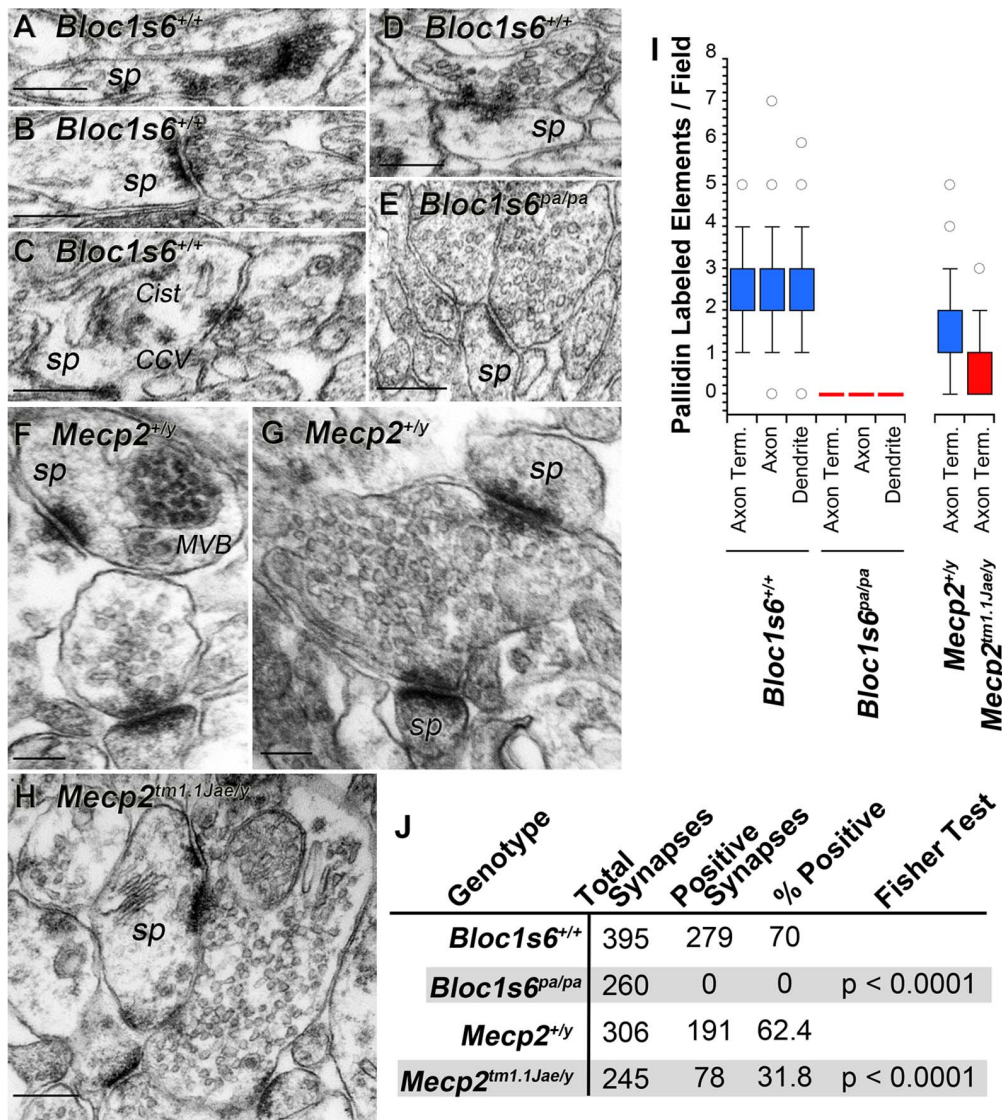 A Bloc1s6+/+
sp
B Bloc1s6+/+
sp
C Bloc1s6+/+
Cist
sp
CCV
D Bloc1s6+/+
sp
E Bloc1s6pa/pa
sp
F Mecp2+/y
sp
MVB
G Mecp2+/y
sp
sp
H Mecp2tm1.1Jae/y
sp
I
Pallidin Labeled Elements / Field
8
7
6
5
4
3
2
1
0
Axon Term.
Axon
Dendrite
Axon Term.
Axon
Dendrite
Axon Term.
Axon Term.
Bloc1s6+/+
Bloc1s6pa/pa
Mecp2+/y
Mecp2tm1.1Jae/y
J
Genotype Total Synapses Positive Synapses % Positive Fisher Test
Bloc1s6+/+ 395 279 70
Bloc1s6pa/pa 260 0 0 p < 0.0001
Mecp2+/y 306 191 62.4
Mecp2tm1.1Jae/y 245 78 31.8 p < 0.0001